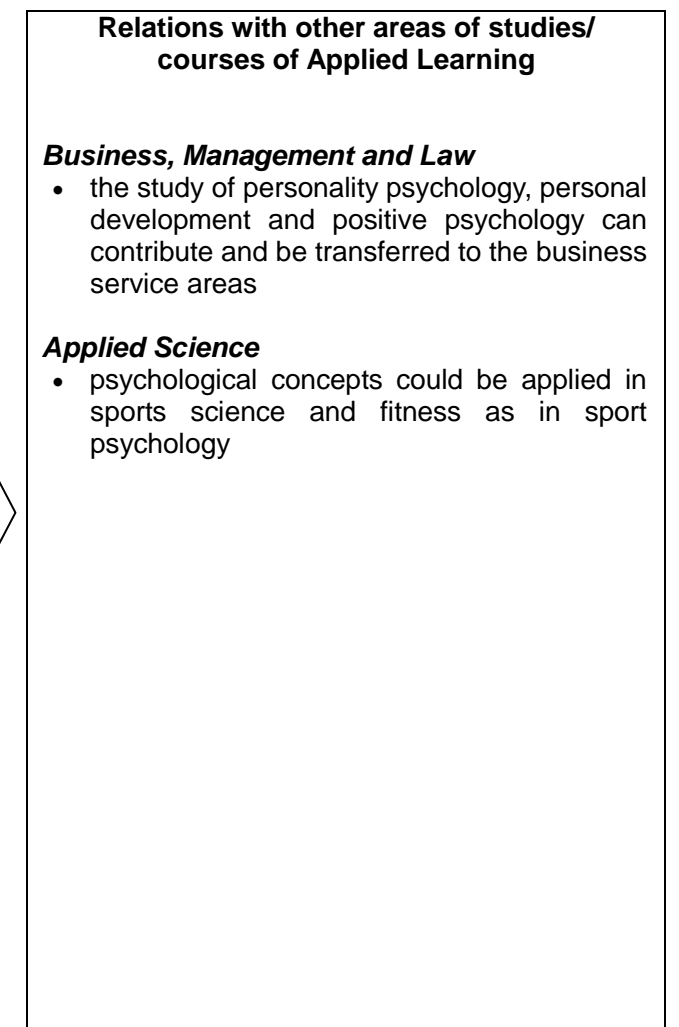 Relations with other areas of studies/
courses of Applied Learning
Business, Management and Law
• the study of personality psychology, personal
development and positive psychology can
contribute and be transferred to the business
service areas
Applied Science
• psychological concepts could be applied in
sports science and fitness as in sport
psychology